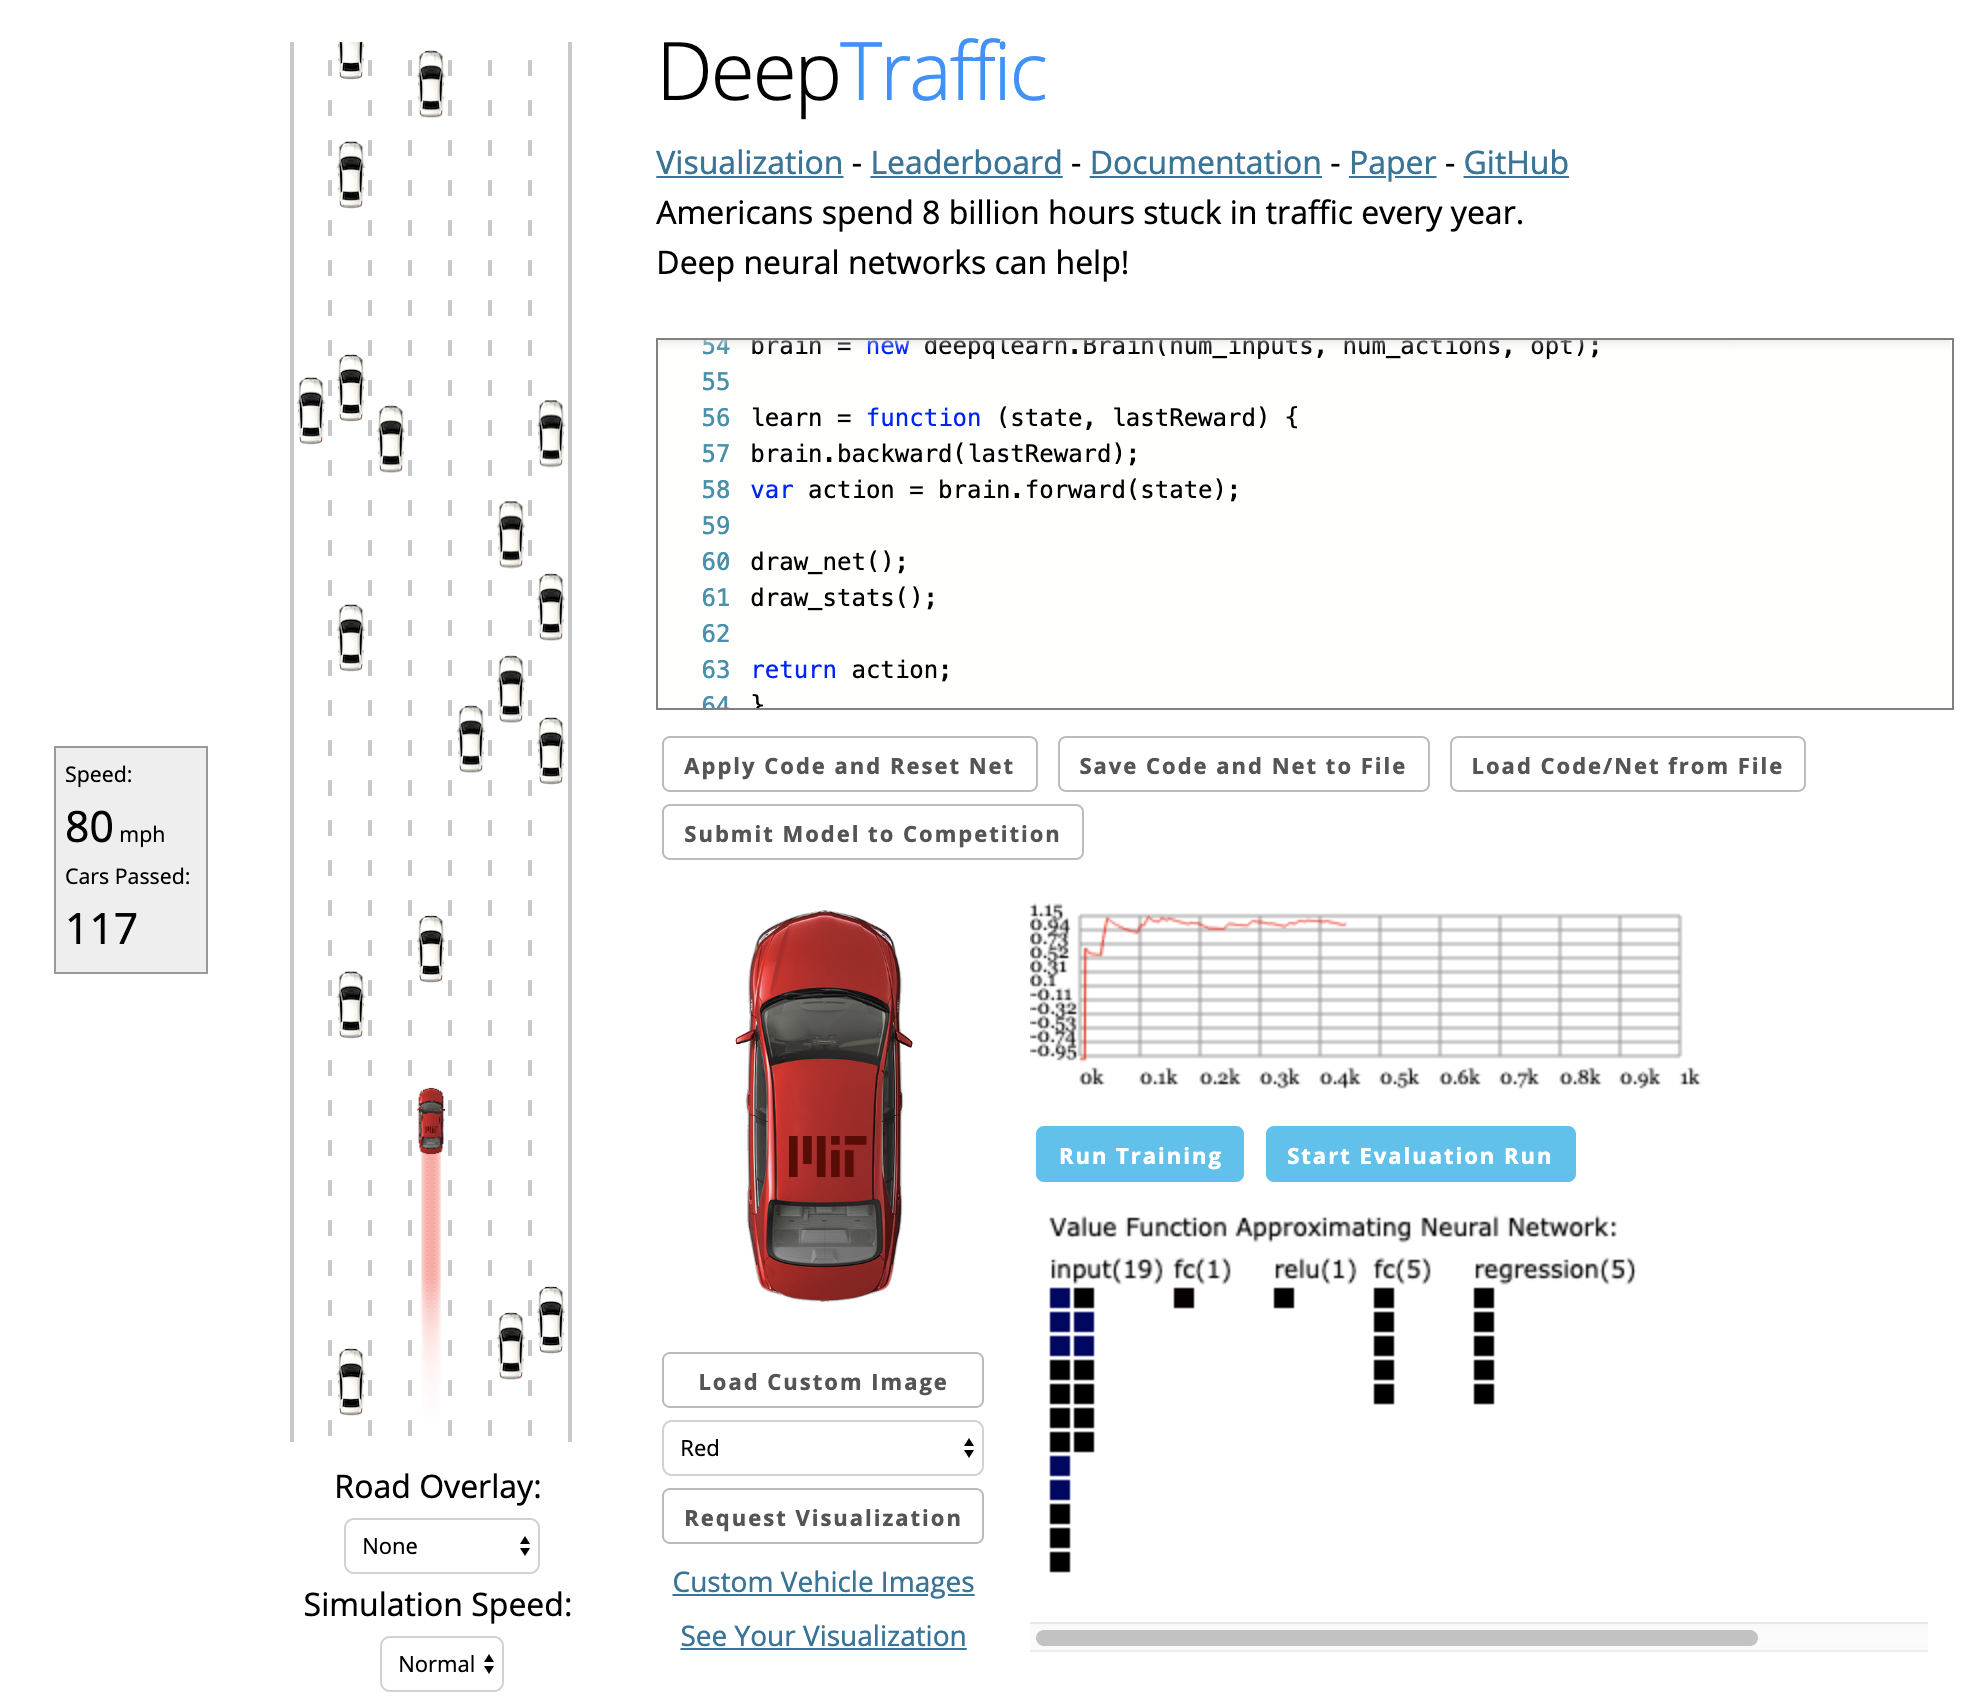 DeepTraffic
Visualization - Leaderboard - Documentation - Paper - GitHub
Americans spend 8 billion hours stuck in traffic every year.
Deep neural networks can help!
54 brain = new deepqlearn.Brain(num_inputs, num_actions, opt);
55
56 learn = function (state, lastReward) {
57 brain.backward(lastReward);
58 var action = brain.forward(state);
59
60 draw_net();
61 draw_stats();
62
63 return action;
64 }
Apply Code and Reset Net
Save Code and Net to File
Load Code/Net from File
Submit Model to Competition
Speed:
80 mph
Cars Passed:
117
1.15
0.94
0.73
0.52
0.31
0.1
-0.11
-0.32
-0.53
-0.74
-0.95
0k 0.1k 0.2k 0.3k 0.4k 0.5k 0.6k 0.7k 0.8k 0.9k 1k
MIT
Run Training
Start Evaluation Run
Value Function Approximating Neural Network:
input(19) fc(1) relu(1) fc(5) regression(5)
Load Custom Image
Red
Request Visualization
Custom Vehicle Images
See Your Visualization
Road Overlay:
None
Simulation Speed:
Normal